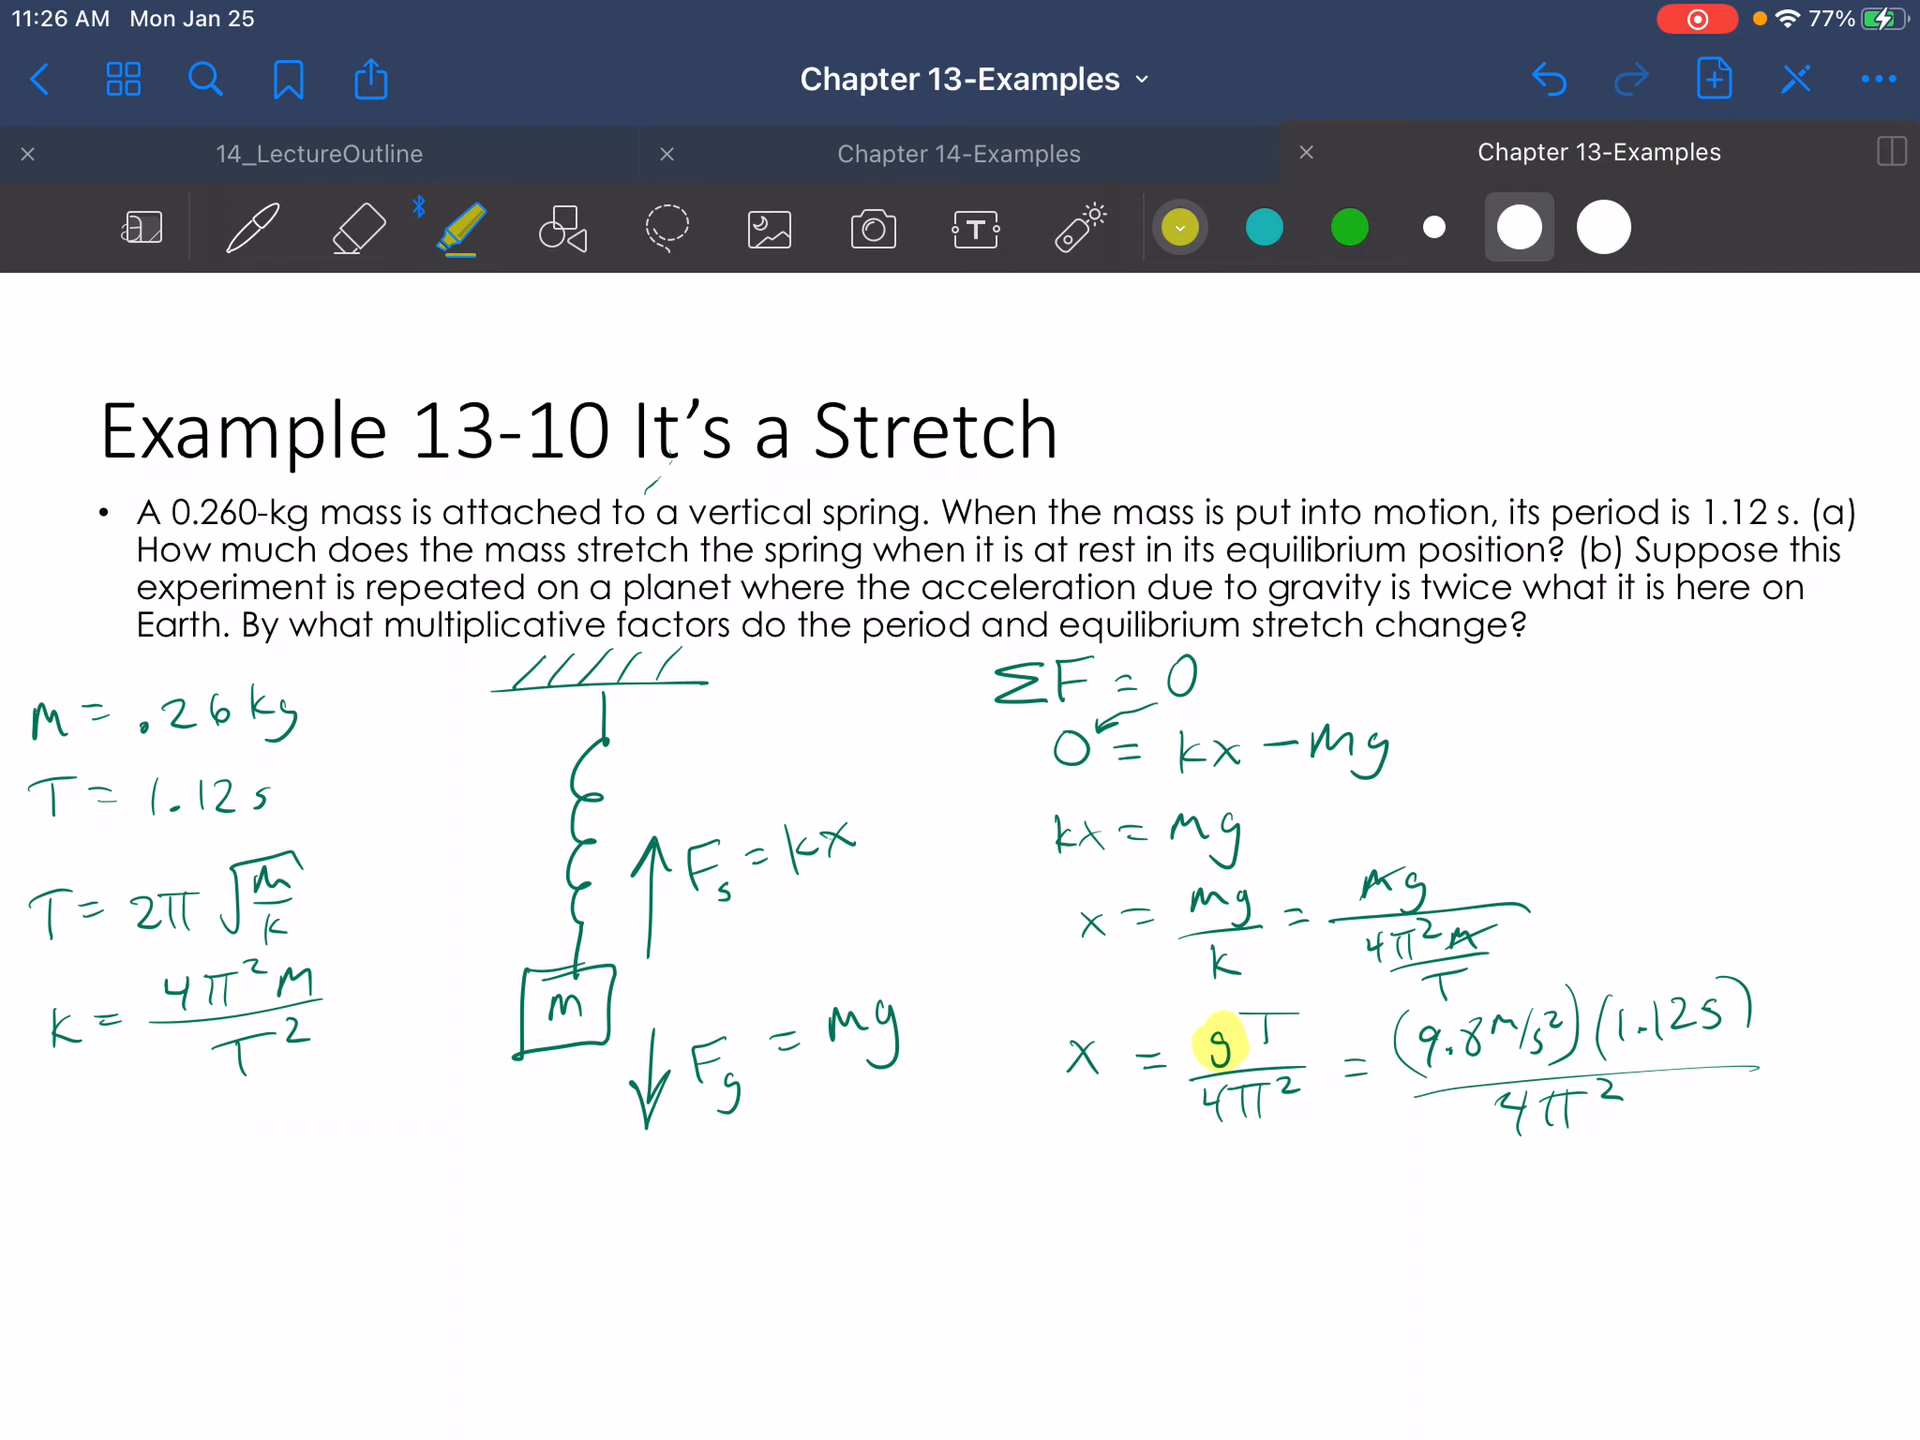 11:26 AM Mon Jan 25
77%
Chapter 13-Examples
14_LectureOutline
Chapter 14-Examples
Chapter 13-Examples
T
Example 13-10 It’s a Stretch
• A 0.260-kg mass is attached to a vertical spring. When the mass is put into motion, its period is 1.12 s. (a)
How much does the mass stretch the spring when it is at rest in its equilibrium position? (b) Suppose this
experiment is repeated on a planet where the acceleration due to gravity is twice what it is here on
Earth. By what multiplicative factors do the period and equilibrium stretch change?
m = .26 kg
T = 1.12 s
T = 2π √(m/k)
k = 4π²m / T²
Fs = kx
m
Fg = mg
ΣF = 0
0 = kx - mg
kx = mg
x = mg/k = mg / (4π²m / T)
x = gT / 4π² = (9.8 m/s²)(1.12s) / 4π²